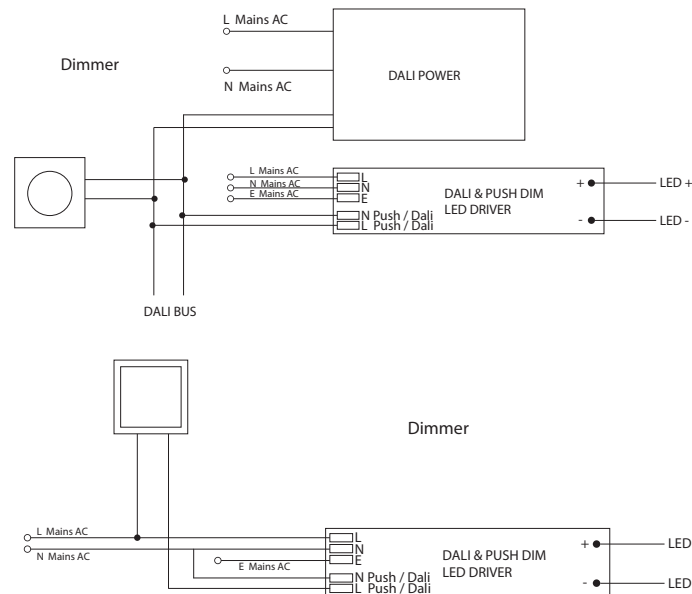 L Mains AC
Dimmer
DALI POWER
N Mains AC
L Mains AC
N Mains AC
E Mains AC
L
N
E
N Push / Dali
L Push / Dali
DALI & PUSH DIM
LED DRIVER
+
LED +
-
LED -
DALI BUS
Dimmer
L Mains AC
N Mains AC
E Mains AC
L
N
E
N Push / Dali
L Push / Dali
DALI & PUSH DIM
LED DRIVER
+
LED
-
LED